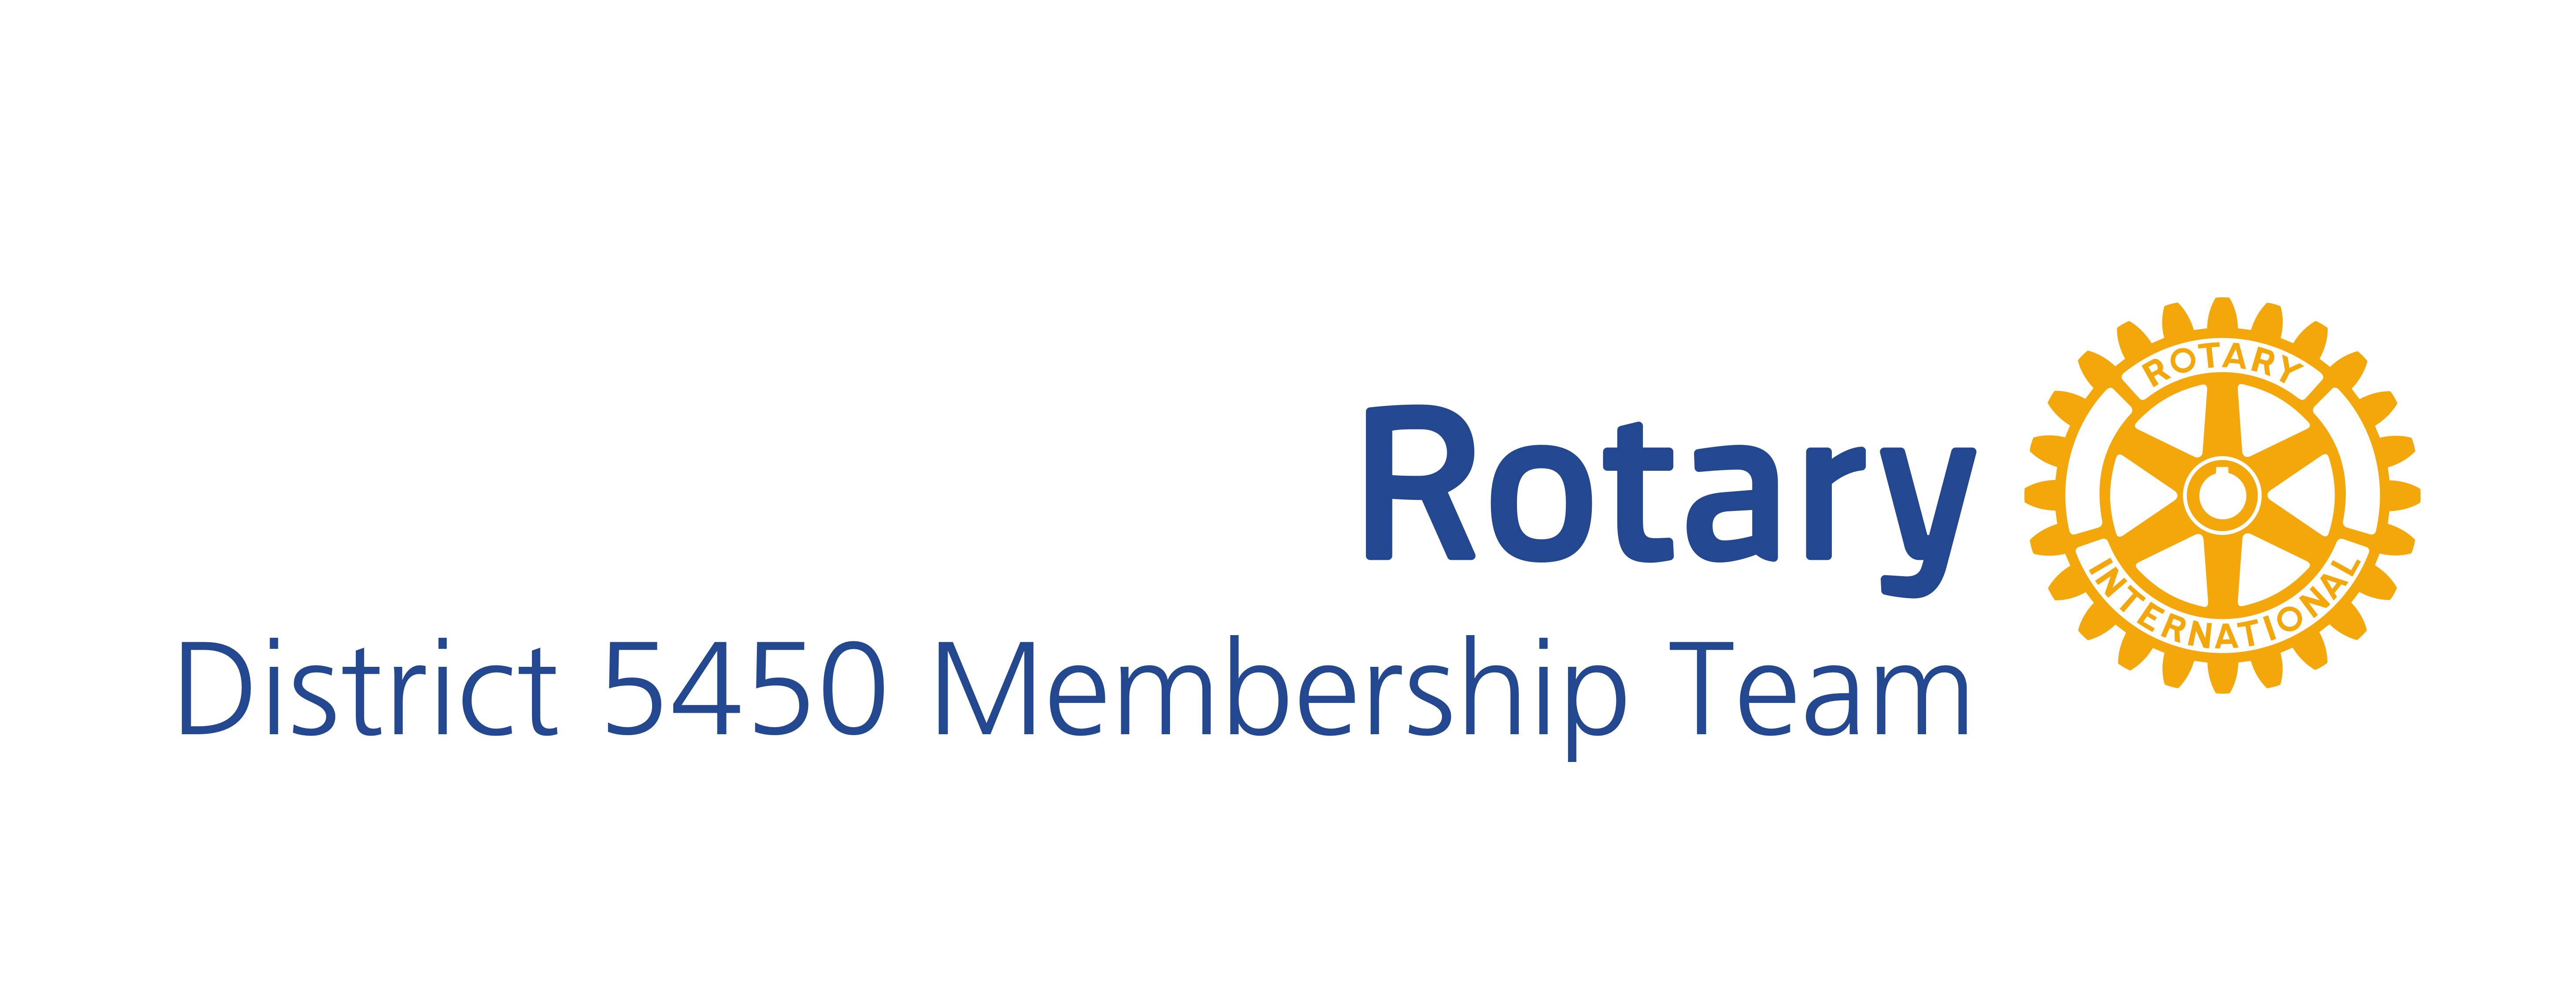 Rotary
District 5450 Membership Team
ROTARY
INTERNATIONAL